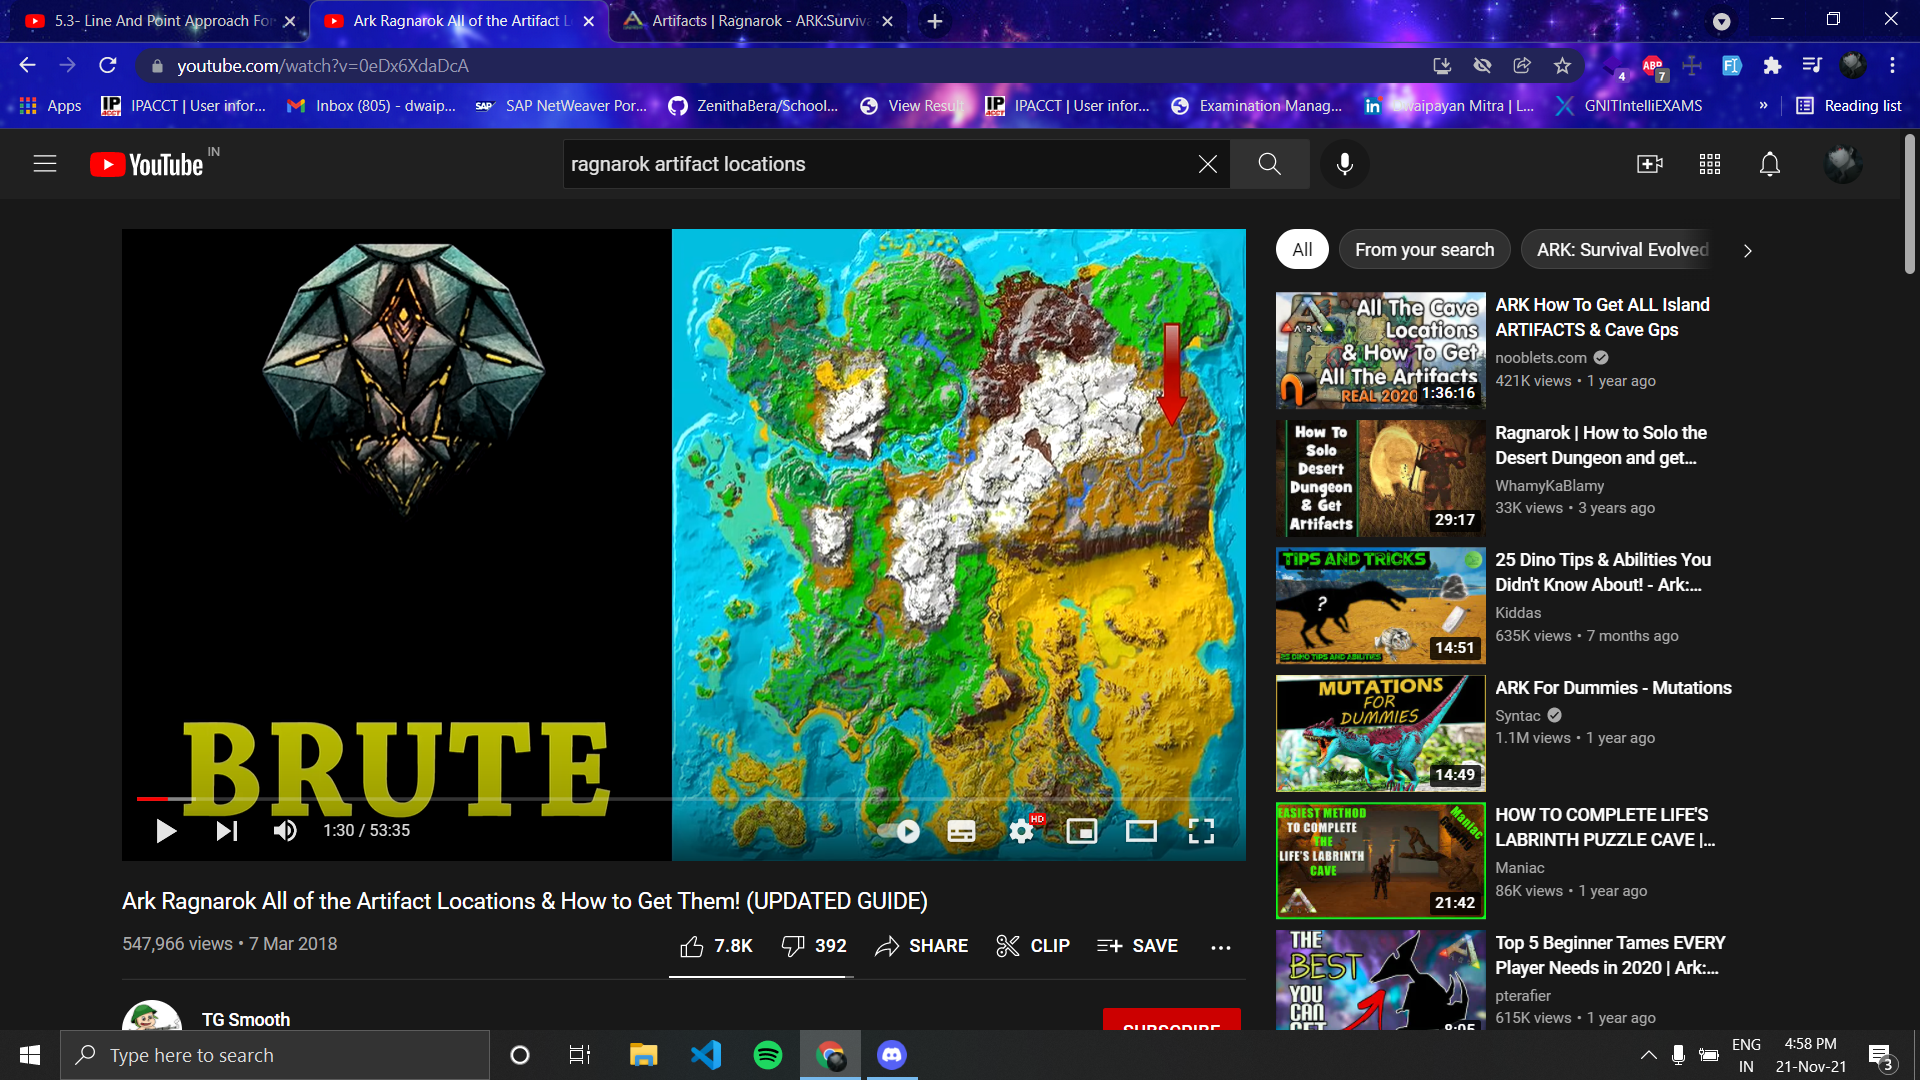 5.3- Line And Point Approach For
Ark Ragnarok All of the Artifact L
Artifacts | Ragnarok - ARK:Surviva
youtube.com/watch?v=0eDx6XdaDcA
4
ABP
7
Apps
IPACCT | User infor...
Inbox (805) - dwaip...
SAP NetWeaver Por...
ZenithaBera/School...
View Result
IPACCT | User infor...
Examination Manag...
Dwaipayan Mitra | L...
GNITIntelliEXAMS
»
Reading list
YouTube IN
ragnarok artifact locations
BRUTE
1:30 / 53:35
HD
Ark Ragnarok All of the Artifact Locations & How to Get Them! (UPDATED GUIDE)
547,966 views • 7 Mar 2018
7.8K
392
SHARE
CLIP
SAVE
TG Smooth
SUBSCRIBE
All
From your search
ARK: Survival Evolved
All The Cave
Locations
& How To Get
All The Artifacts
REAL 2020
1:36:16
ARK How To Get ALL Island
ARTIFACTS & Cave Gps
nooblets.com
421K views • 1 year ago
How To
Solo
Desert
Dungeon
& Get
Artifacts
29:17
Ragnarok | How to Solo the
Desert Dungeon and get...
WhamyKaBlamy
33K views • 3 years ago
TIPS AND TRICKS
?
25 DINO TIPS AND ABILITIES
14:51
25 Dino Tips & Abilities You
Didn't Know About! - Ark:...
Kiddas
635K views • 7 months ago
MUTATIONS
FOR
DUMMIES
14:49
ARK For Dummies - Mutations
Syntac
1.1M views • 1 year ago
EASIEST METHOD
TO COMPLETE
THE
LIFE'S LABRINTH
CAVE
Maniac
21:42
HOW TO COMPLETE LIFE'S
LABRINTH PUZZLE CAVE |...
Maniac
86K views • 1 year ago
THE
BEST
YOU
CAN
GET
8:05
Top 5 Beginner Tames EVERY
Player Needs in 2020 | Ark:...
pterafier
615K views • 1 year ago
Type here to search
ENG
IN
4:58 PM
21-Nov-21
3